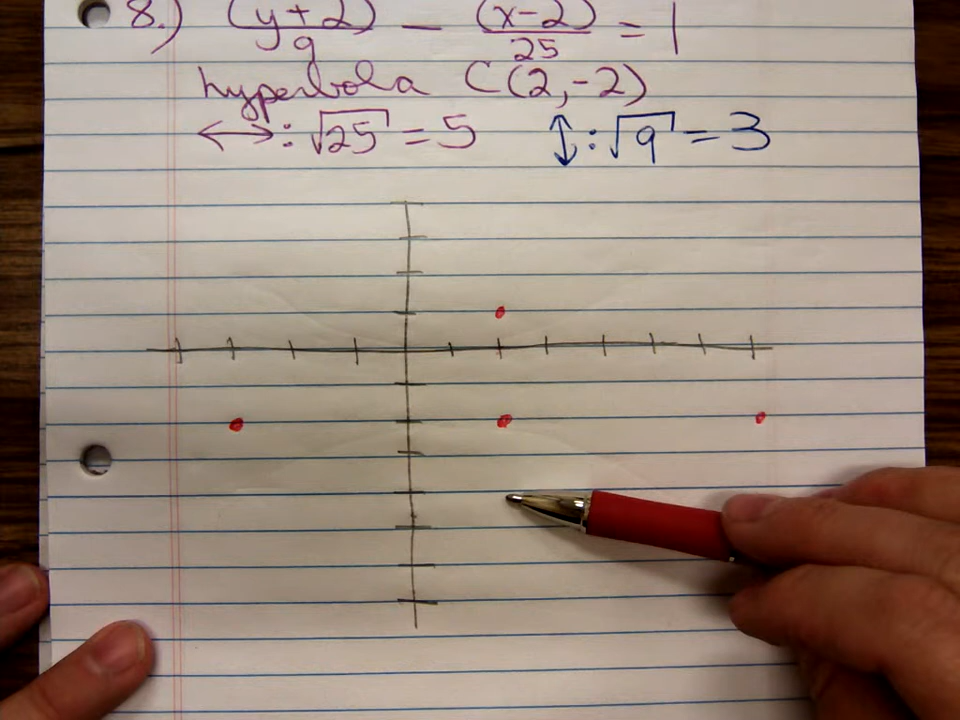 8.) (y+2)/9 - (x-2)/25 = 1
hyperbola C(2,-2)
↔: √25 = 5 ↕: √9 = 3